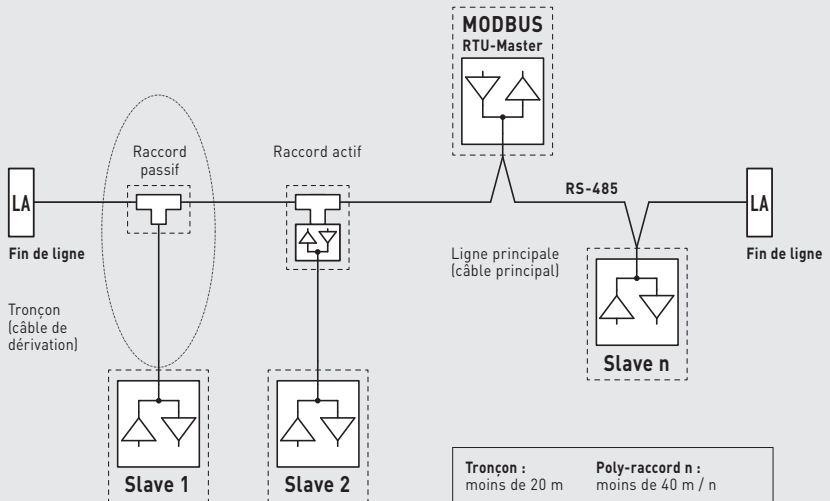 MODBUS
RTU-Master
Raccord
passif
Raccord actif
RS-485
LA
LA
Fin de ligne
Ligne principale
(câble principal)
Fin de ligne
Tronçon
(câble de
dérivation)
Slave n
Slave 1
Slave 2
Tronçon :
moins de 20 m
Poly-raccord n :
moins de 40 m / n